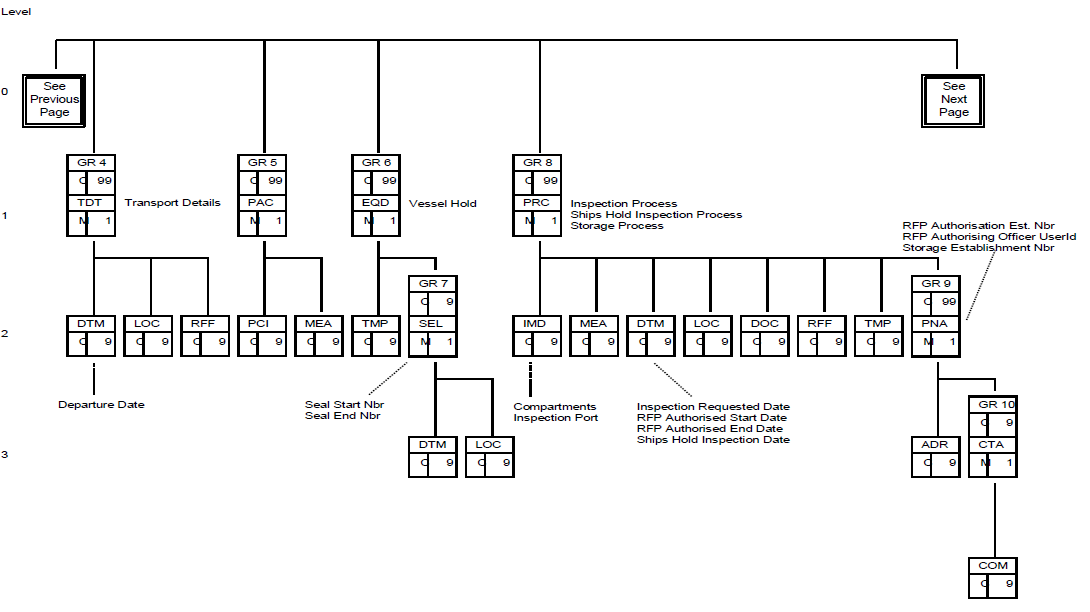 Level
0
See
Previous
Page
See
Next
Page
GR 4
C 99
TDT
M 1
Transport Details
GR 5
C 99
PAC
M 1
GR 6
C 99
EQD
M 1
Vessel Hold
GR 8
C 99
PRC
M 1
Inspection Process
Ships Hold Inspection Process
Storage Process
1
RFP Authorisation Est. Nbr
RFP Authorising Officer UserId
Storage Establishment Nbr
GR 7
C 9
GR 9
C 99
2
DTM
C 9
LOC
C 9
RFF
C 9
PCI
C 9
MEA
C 9
TMP
C 9
SEL
M 1
IMD
C 9
MEA
C 9
DTM
C 9
LOC
C 9
DOC
C 9
RFF
C 9
TMP
C 9
PNA
M 1
Departure Date
Seal Start Nbr
Seal End Nbr
Compartments
Inspection Port
Inspection Requested Date
RFP Authorised Start Date
RFP Authorised End Date
Ships Hold Inspection Date
GR 10
C 9
3
DTM
C 9
LOC
C 9
ADR
C 9
CTA
M 1
COM
C 9
2